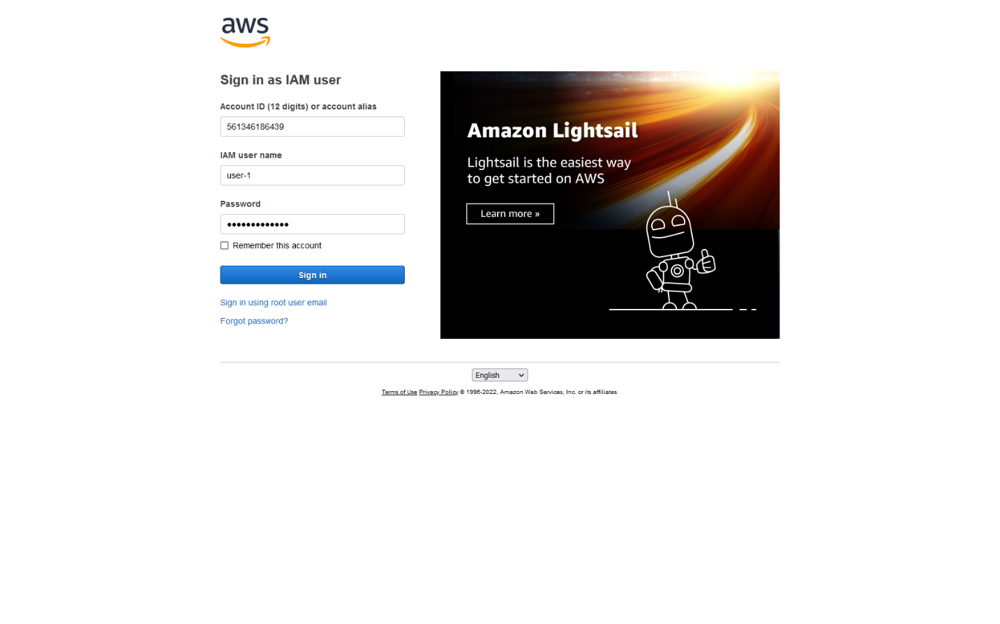 aws
Sign in as IAM user
Account ID (12 digits) or account alias
561346186439
IAM user name
user-1
Password
•••••••••••••
Remember this account
Sign in
Sign in using root user email
Forgot password?
Amazon Lightsail
Lightsail is the easiest way
to get started on AWS
Learn more »
English
Terms of Use Privacy Policy © 1996-2022, Amazon Web Services, Inc. or its affiliates.